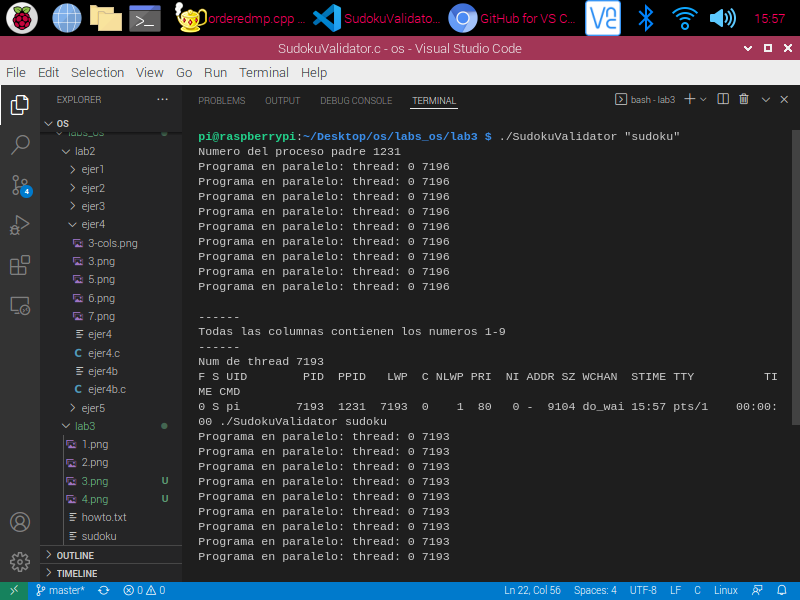 orderedmp.cpp ...
SudokuValidato...
GitHub for VS C...
15:57
SudokuValidator.c - os - Visual Studio Code
File Edit Selection View Go Run Terminal Help
EXPLORER
PROBLEMS OUTPUT DEBUG CONSOLE TERMINAL
bash - lab3
OS
labs_os
lab2
ejer1
ejer2
ejer3
ejer4
3-cols.png
3.png
5.png
6.png
7.png
ejer4
C ejer4.c
ejer4b
C ejer4b.c
ejer5
lab3
1.png
2.png
3.png U
4.png U
howto.txt
sudoku
OUTLINE
TIMELINE
4
pi@raspberrypi:~/Desktop/os/labs_os/lab3 $ ./SudokuValidator "sudoku"
Numero del proceso padre 1231
Programa en paralelo: thread: 0 7196
Programa en paralelo: thread: 0 7196
Programa en paralelo: thread: 0 7196
Programa en paralelo: thread: 0 7196
Programa en paralelo: thread: 0 7196
Programa en paralelo: thread: 0 7196
Programa en paralelo: thread: 0 7196
Programa en paralelo: thread: 0 7196
Programa en paralelo: thread: 0 7196
------
Todas las columnas contienen los numeros 1-9
------
Num de thread 7193
F S UID        PID  PPID   LWP  C NLWP PRI  NI ADDR SZ WCHAN  STIME TTY          TI
ME CMD
0 S pi       7193  1231  7193  0    1  80   0 -  9104 do_wai 15:57 pts/1    00:00:
00 ./SudokuValidator sudoku
Programa en paralelo: thread: 0 7193
Programa en paralelo: thread: 0 7193
Programa en paralelo: thread: 0 7193
Programa en paralelo: thread: 0 7193
Programa en paralelo: thread: 0 7193
Programa en paralelo: thread: 0 7193
Programa en paralelo: thread: 0 7193
Programa en paralelo: thread: 0 7193
Programa en paralelo: thread: 0 7193
master* 0 0 Ln 22, Col 56 Spaces: 4 UTF-8 LF C Linux